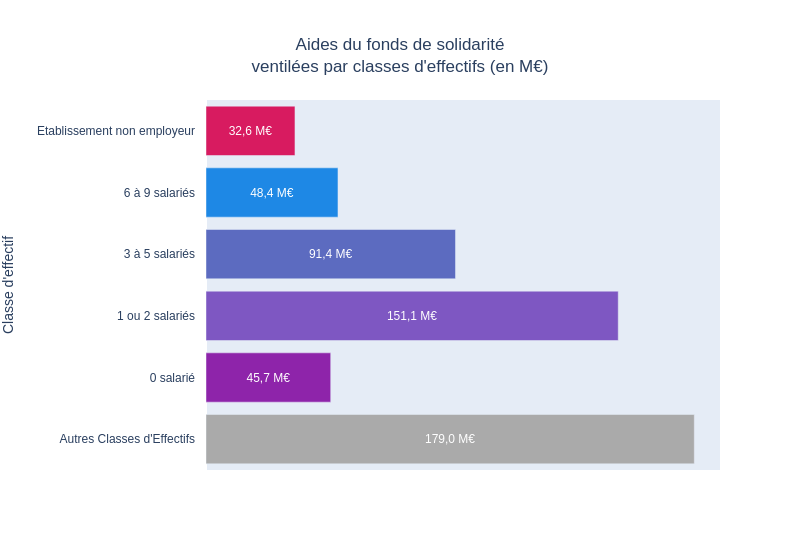 Aides du fonds de solidarité
ventilées par classes d'effectifs (en M€)
Classe d'effectif
Etablissement non employeur
32,6 M€
6 à 9 salariés
48,4 M€
3 à 5 salariés
91,4 M€
1 ou 2 salariés
151,1 M€
0 salarié
45,7 M€
Autres Classes d'Effectifs
179,0 M€